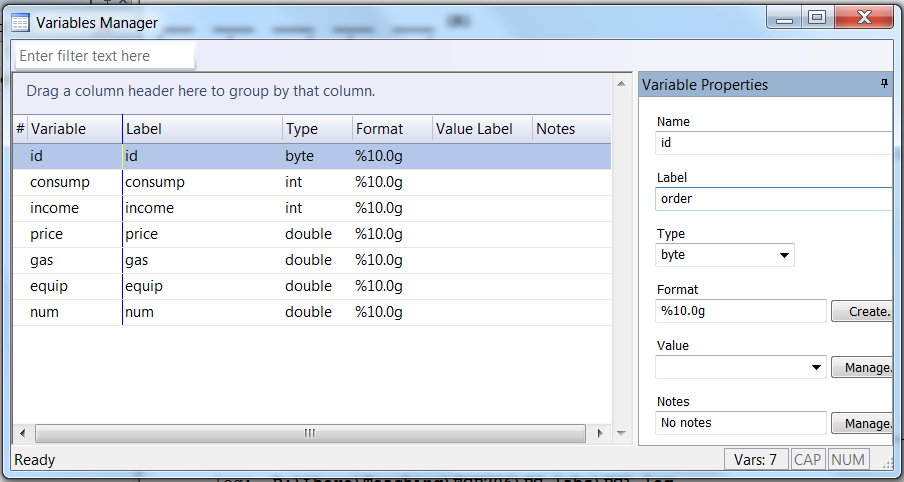 Variables Manager
Enter filter text here
Drag a column header here to group by that column.
# Variable Label Type Format Value Label Notes
id id byte %10.0g
consump consump int %10.0g
income income int %10.0g
price price double %10.0g
gas gas double %10.0g
equip equip double %10.0g
num num double %10.0g
Variable Properties
Name
id
Label
order
Type
byte
Format
%10.0g Create.
Value
Manage.
Notes
No notes Manage.
Ready Vars: 7 CAP NUM